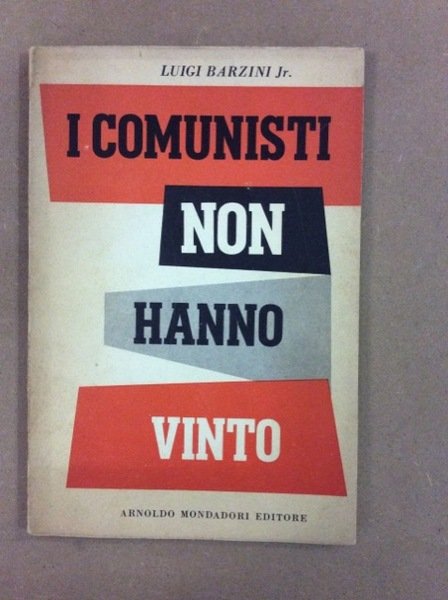 LUIGI BARZINI Jr.
I COMUNISTI
NON
HANNO
VINTO
ARNOLDO MONDADORI EDITORE